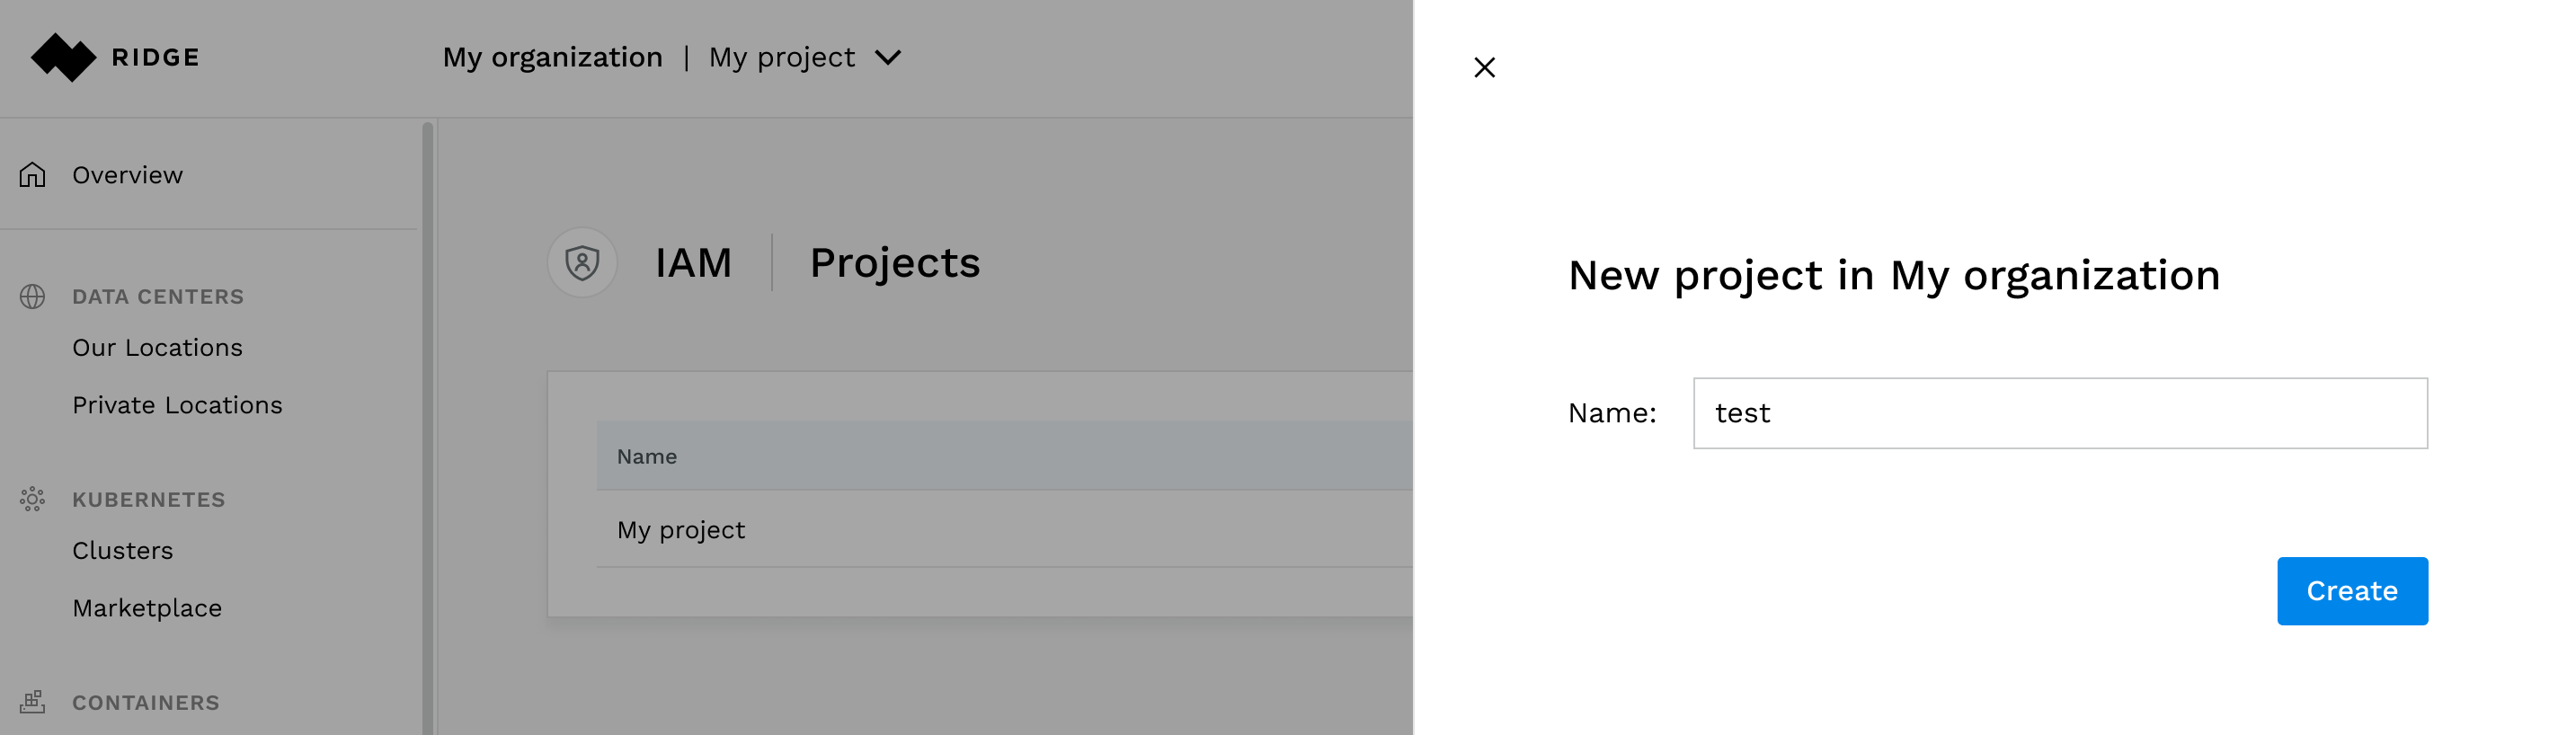 RIDGE
My organization | My project
Overview
DATA CENTERS
Our Locations
Private Locations
KUBERNETES
Clusters
Marketplace
CONTAINERS
IAM | Projects
Name
My project
New project in My organization
Name: test
Create